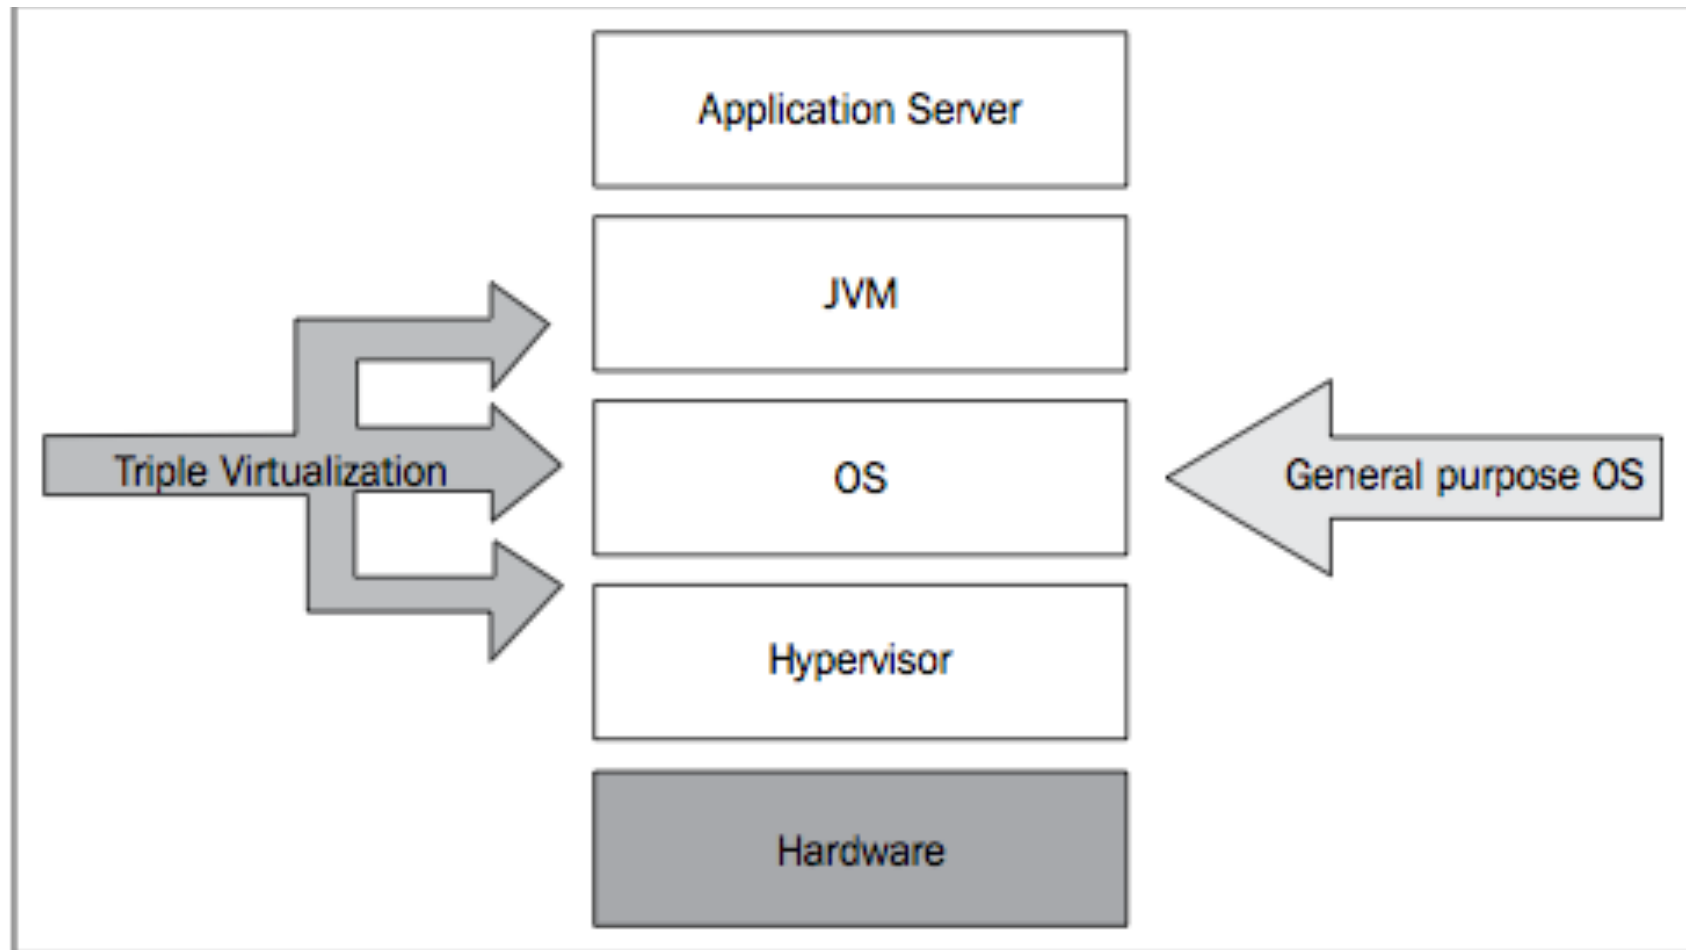 Application Server
JVM
Triple Virtualization
OS
General purpose OS
Hypervisor
Hardware